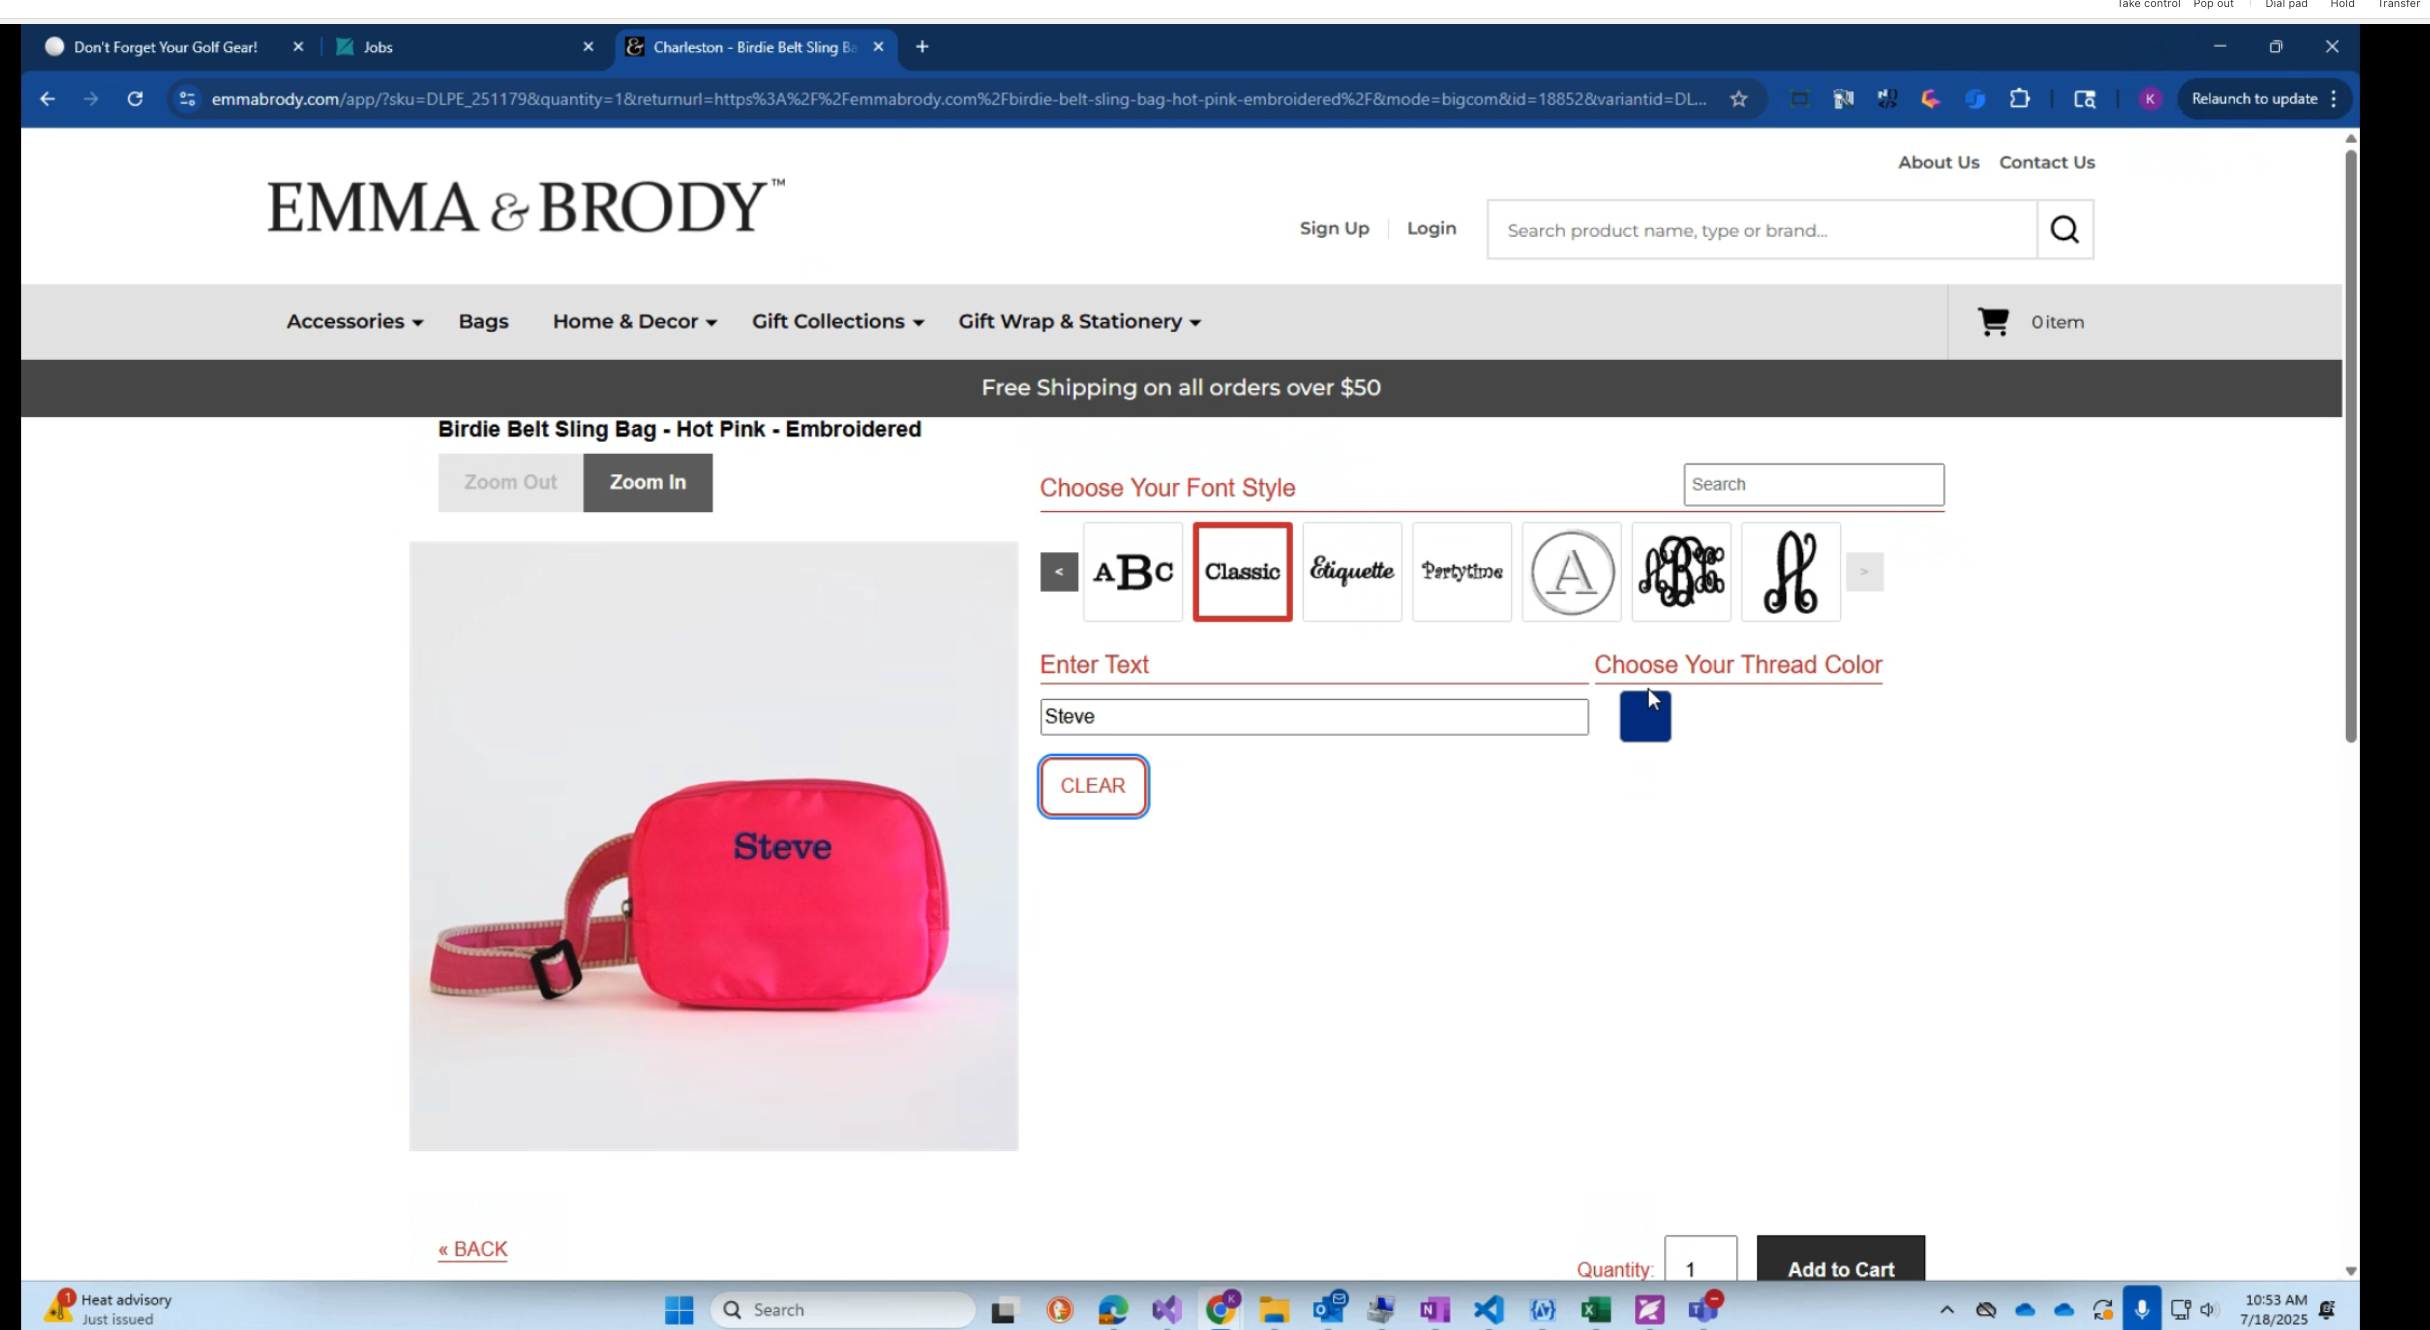 Take control Pop out Dial pad Hold Transfer
Don't Forget Your Golf Gear!
Jobs
Charleston - Birdie Belt Sling Ba
emmabrody.com/app/?sku=DLPE_251179&quantity=1&returnurl=https%3A%2F%2Femmabrody.com%2Fbirdie-belt-sling-bag-hot-pink-embroidered%2F&mode=bigcom&id=18852&variantid=DL...
K
Relaunch to update
About Us Contact Us
EMMA & BRODY™
Sign Up Login
Search product name, type or brand...
Accessories Bags Home & Decor Gift Collections Gift Wrap & Stationery
0 item
Free Shipping on all orders over $50
Birdie Belt Sling Bag - Hot Pink - Embroidered
Zoom Out Zoom In
Choose Your Font Style
Search
< ABC Classic Etiquette Partytime A ABC A >
Enter Text
Choose Your Thread Color
Steve
CLEAR
Steve
« BACK
Quantity: 1
Add to Cart
1
Heat advisory
Just issued
Search
10:53 AM
7/18/2025